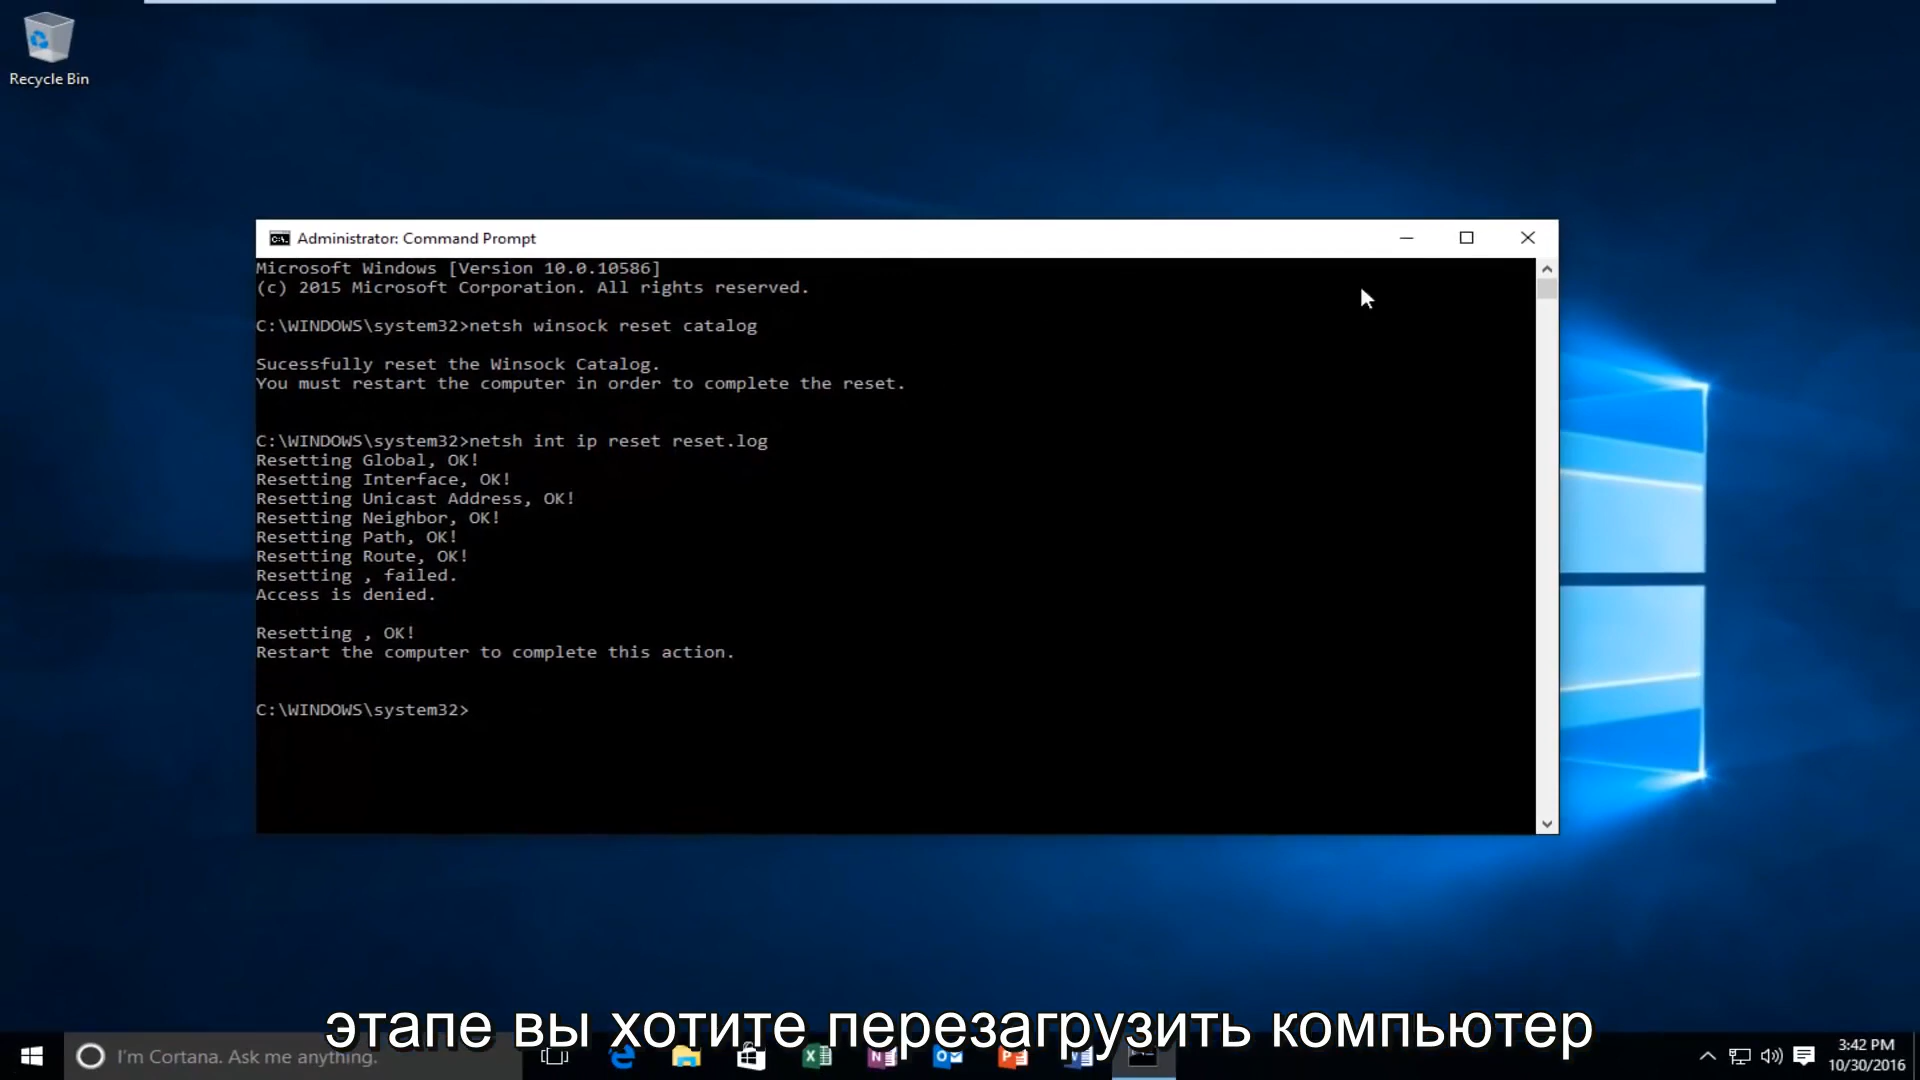 Recycle Bin
Administrator: Command Prompt
Microsoft Windows [Version 10.0.10586]
(c) 2015 Microsoft Corporation. All rights reserved.
C:\WINDOWS\system32>netsh winsock reset catalog
Sucessfully reset the Winsock Catalog.
You must restart the computer in order to complete the reset.
C:\WINDOWS\system32>netsh int ip reset reset.log
Resetting Global, OK!
Resetting Interface, OK!
Resetting Unicast Address, OK!
Resetting Neighbor, OK!
Resetting Path, OK!
Resetting Route, OK!
Resetting , failed.
Access is denied.
Resetting , OK!
Restart the computer to complete this action.
C:\WINDOWS\system32>
этапе вы хотите перезагрузить компьютер
I'm Cortana. Ask me anything.
3:42 PM
10/30/2016